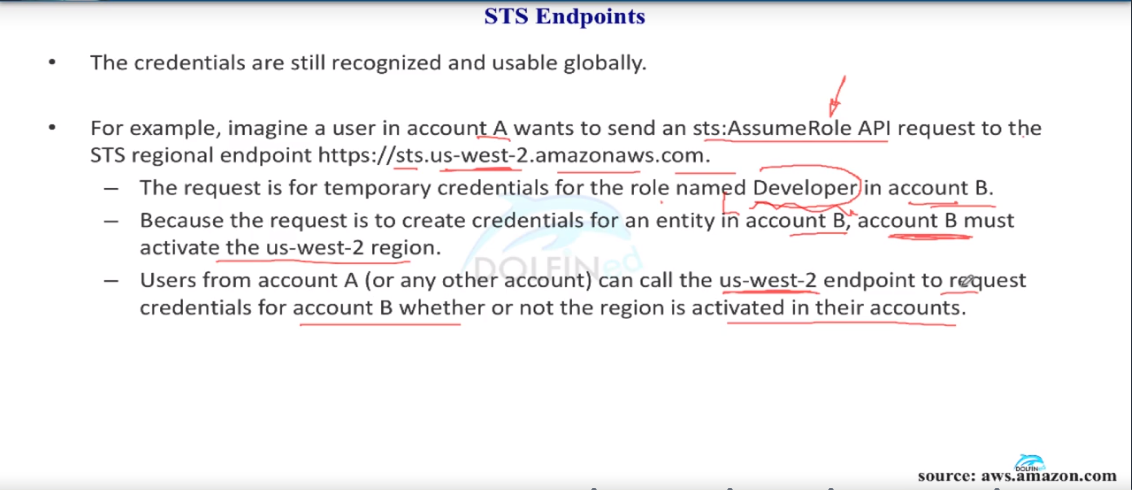 STS Endpoints
• The credentials are still recognized and usable globally.
• For example, imagine a user in account A wants to send an sts:AssumeRole API request to the
STS regional endpoint https://sts.us-west-2.amazonaws.com.
– The request is for temporary credentials for the role named Developer in account B.
– Because the request is to create credentials for an entity in account B, account B must
activate the us-west-2 region.
– Users from account A (or any other account) can call the us-west-2 endpoint to request
credentials for account B whether or not the region is activated in their accounts.
DOLFINed
DOLFIN
source: aws.amazon.com